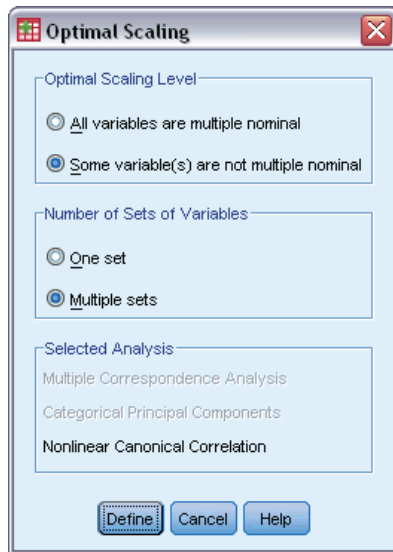 Optimal Scaling
Optimal Scaling Level
All variables are multiple nominal
Some variable(s) are not multiple nominal
Number of Sets of Variables
One set
Multiple sets
Selected Analysis
Multiple Correspondence Analysis
Categorical Principal Components
Nonlinear Canonical Correlation
Define Cancel Help